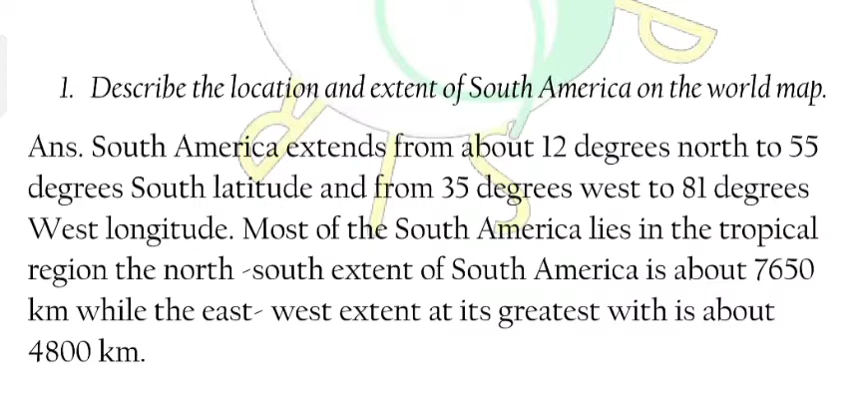 1. Describe the location and extent of South America on the world map.
Ans. South America extends from about 12 degrees north to 55
degrees South latitude and from 35 degrees west to 81 degrees
West longitude. Most of the South America lies in the tropical
region the north -south extent of South America is about 7650
km while the east- west extent at its greatest with is about
4800 km.